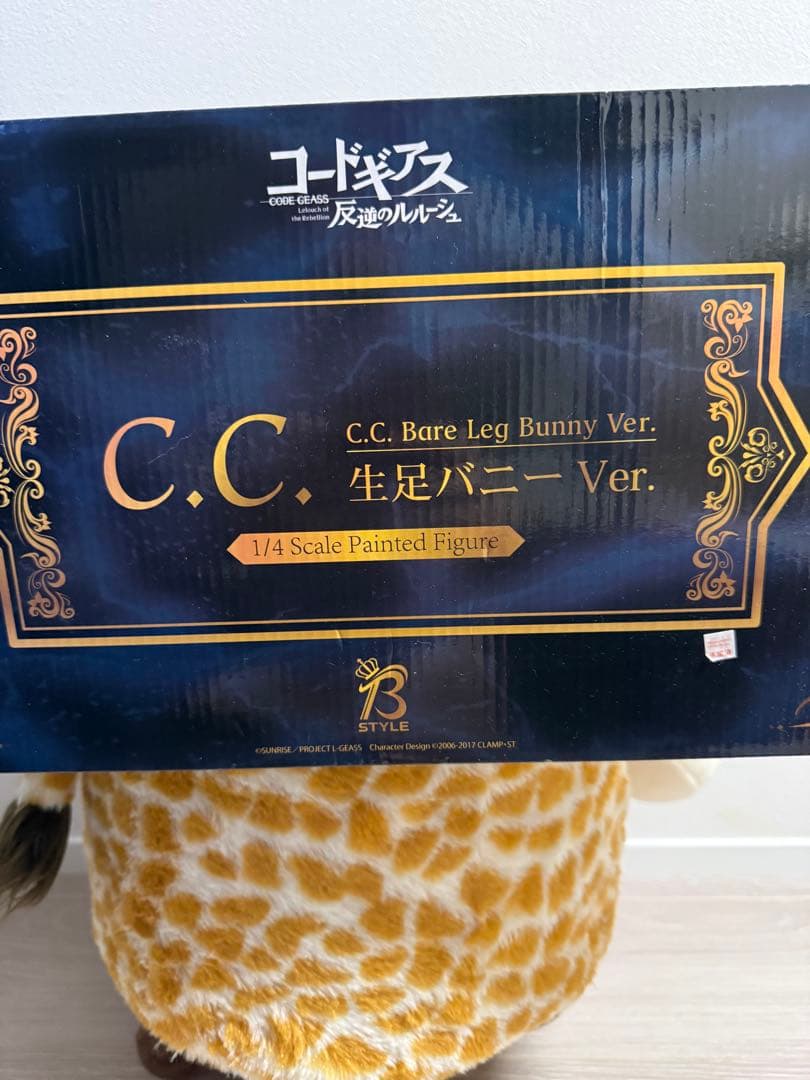 コードギアス
CODE GEASS
Lelouch of
the Rebellion
反逆のルルーシュ
C.C.
C.C. Bare Leg Bunny Ver.
生足バニー Ver.
1/4 Scale Painted Figure
B
STYLE
©SUNRISE／PROJECT L-GEASS Character Design ©2006-2017 CLAMP・ST